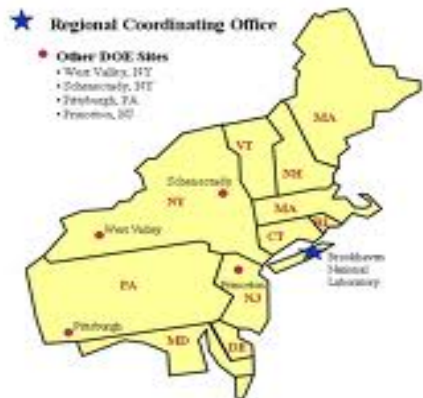 Regional Coordinating Office
Other DOE Sites
• West Valley, NY
• Schenectady, NY
• Pittsburgh, PA
• Princeton, NJ
MA
VT
NH
Schenectady
NY
MA
CT
RI
West Valley
Brookhaven
National
Laboratory
Princeton
PA
NJ
Pittsburgh
MD
DE